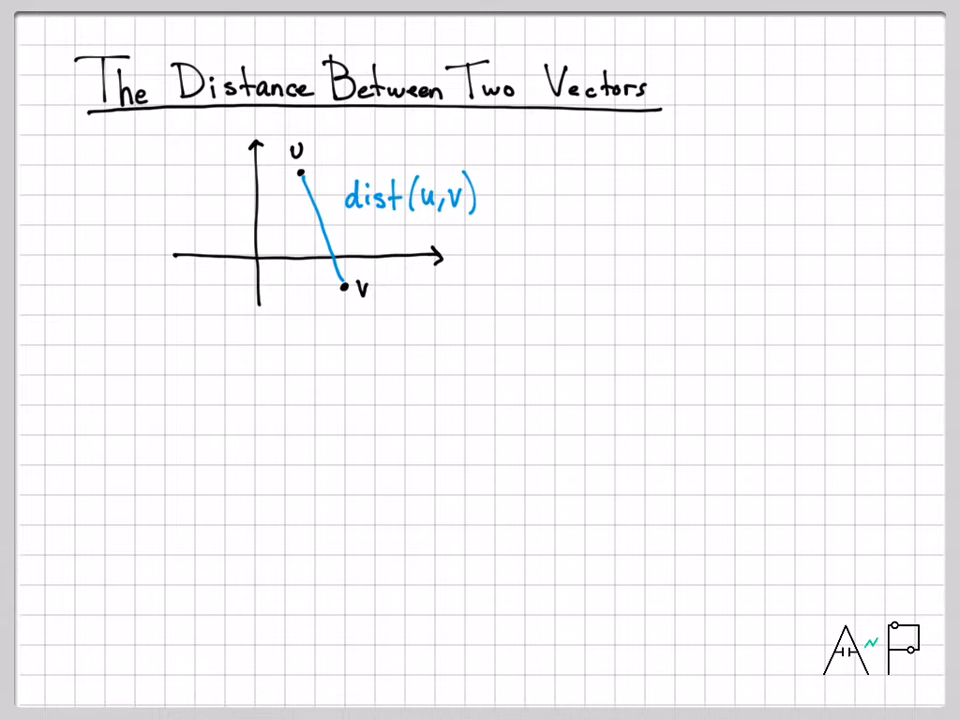 The Distance Between Two Vectors
U
dist(u,v)
v
A~P